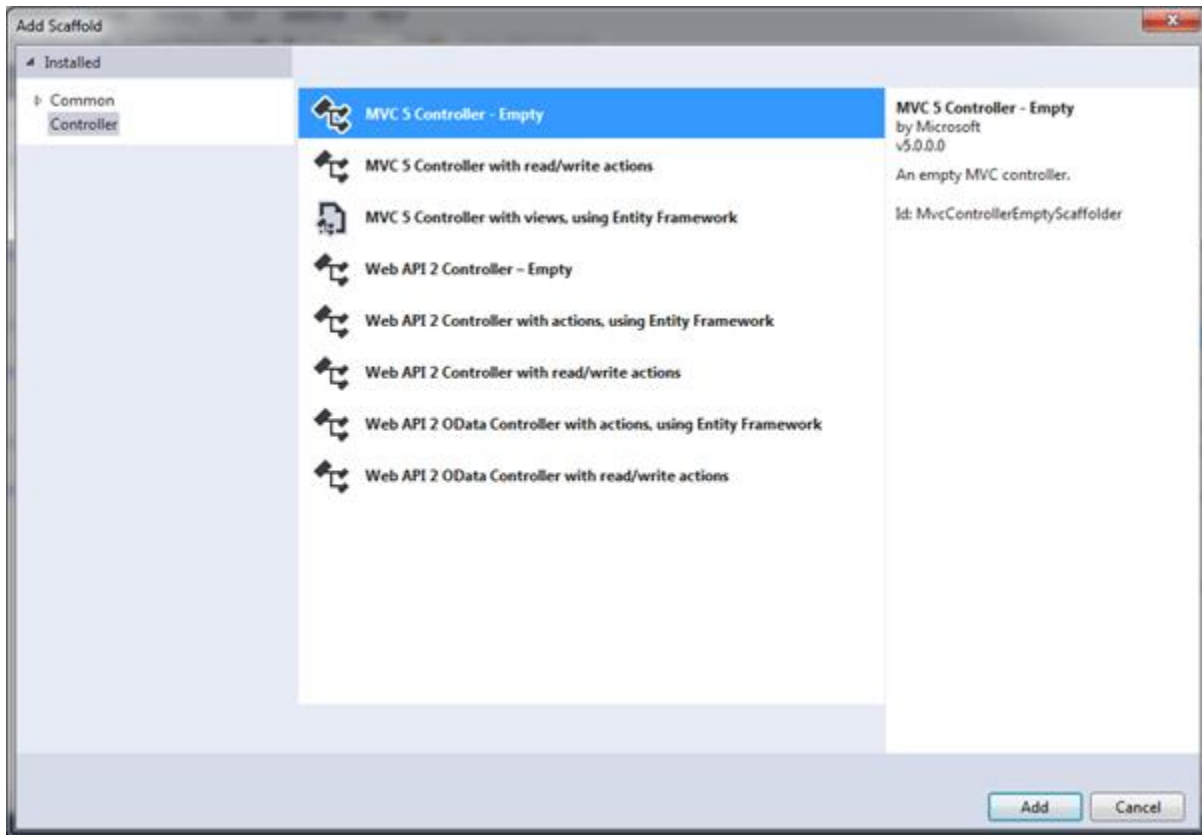 Add Scaffold
Installed
Common
Controller
MVC 5 Controller - Empty
MVC 5 Controller with read/write actions
MVC 5 Controller with views, using Entity Framework
Web API 2 Controller – Empty
Web API 2 Controller with actions, using Entity Framework
Web API 2 Controller with read/write actions
Web API 2 OData Controller with actions, using Entity Framework
Web API 2 OData Controller with read/write actions
MVC 5 Controller - Empty
by Microsoft
v5.0.0.0
An empty MVC controller.
Id: MvcControllerEmptyScaffolder
Add
Cancel